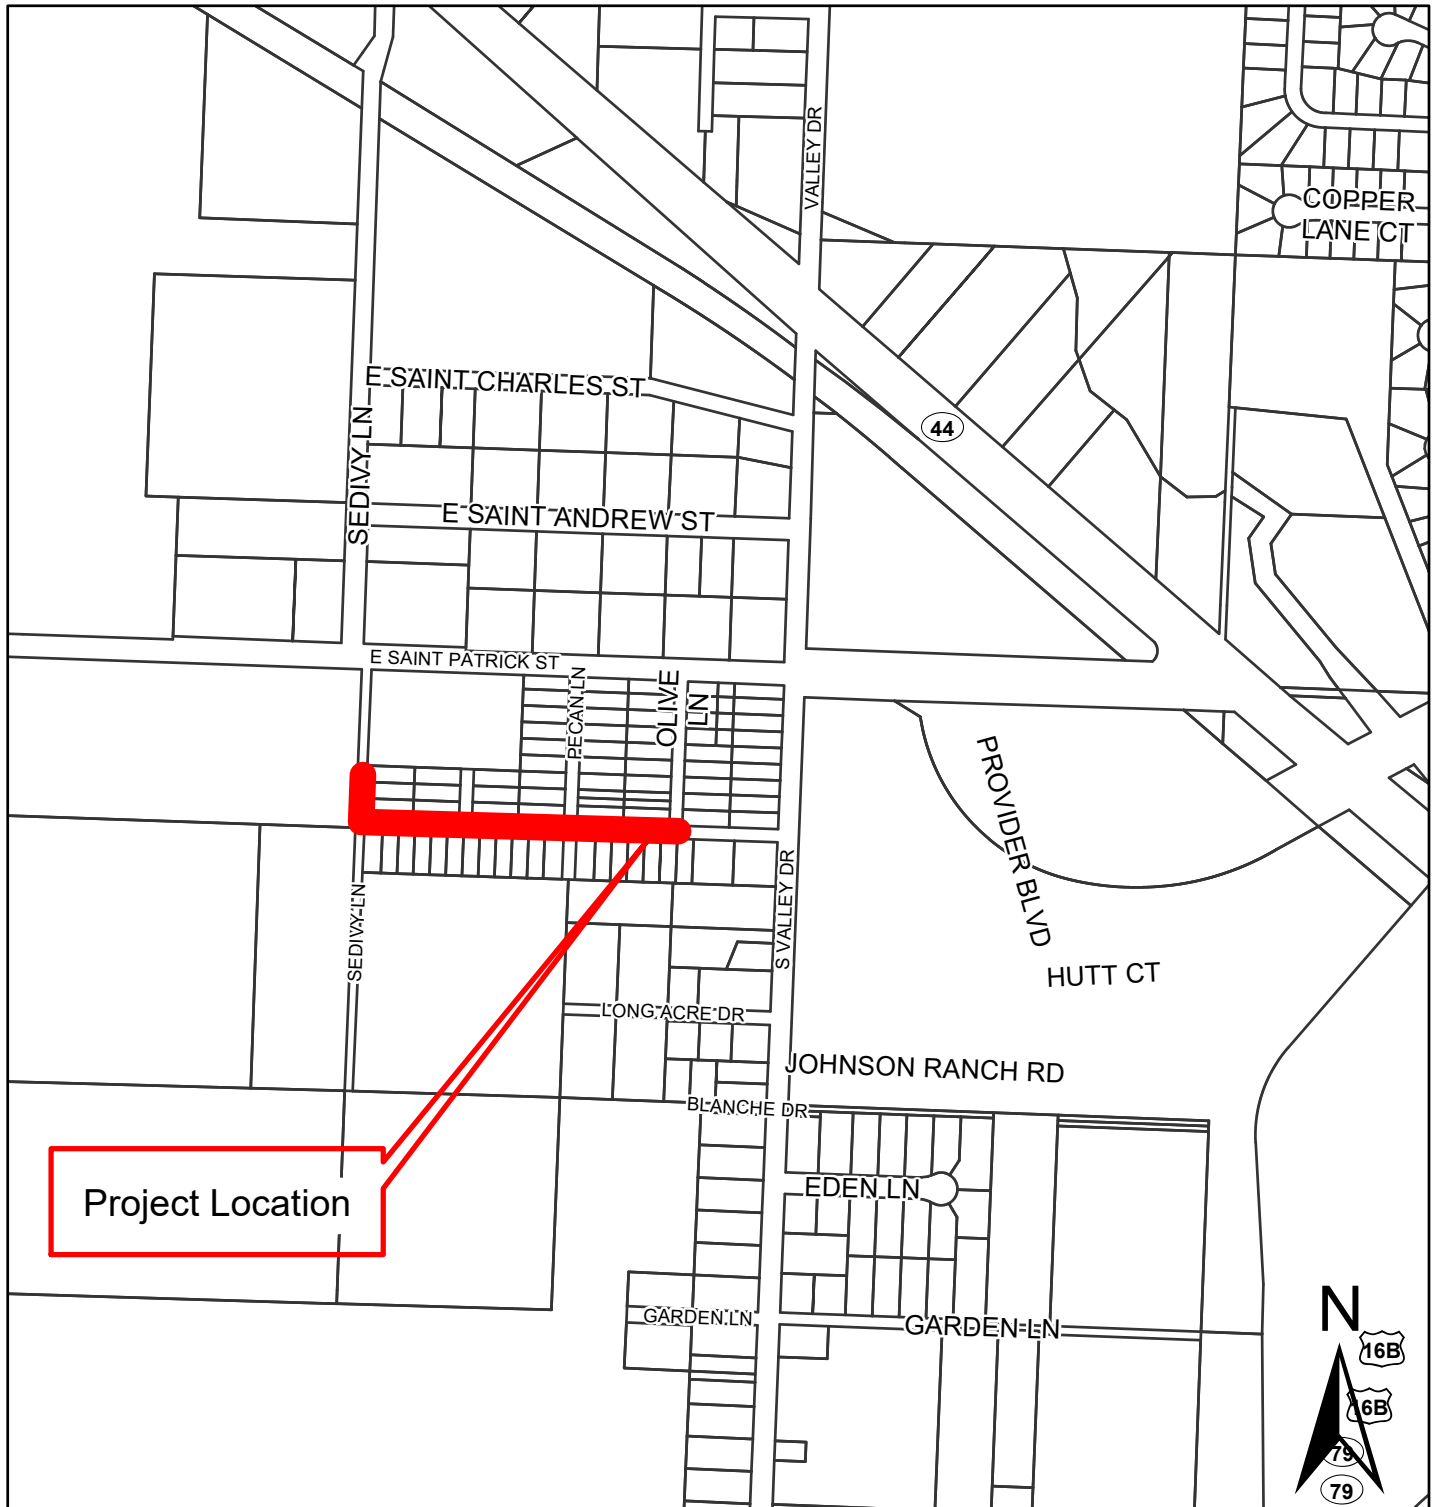 VALLEY DR
COPPER
LANE CT
E SAINT CHARLES ST
44
SEDIVY LN
E SAINT ANDREW ST
E SAINT PATRICK ST
PECAN LN
OLIVE
LN
PROVIDER BLVD
S VALLEY DR
SEDIVY LN
HUTT CT
LONG ACRE DR
JOHNSON RANCH RD
BLANCHE DR
Project Location
EDEN LN
GARDEN LN
GARDEN LN
N
16B
16B
79
79